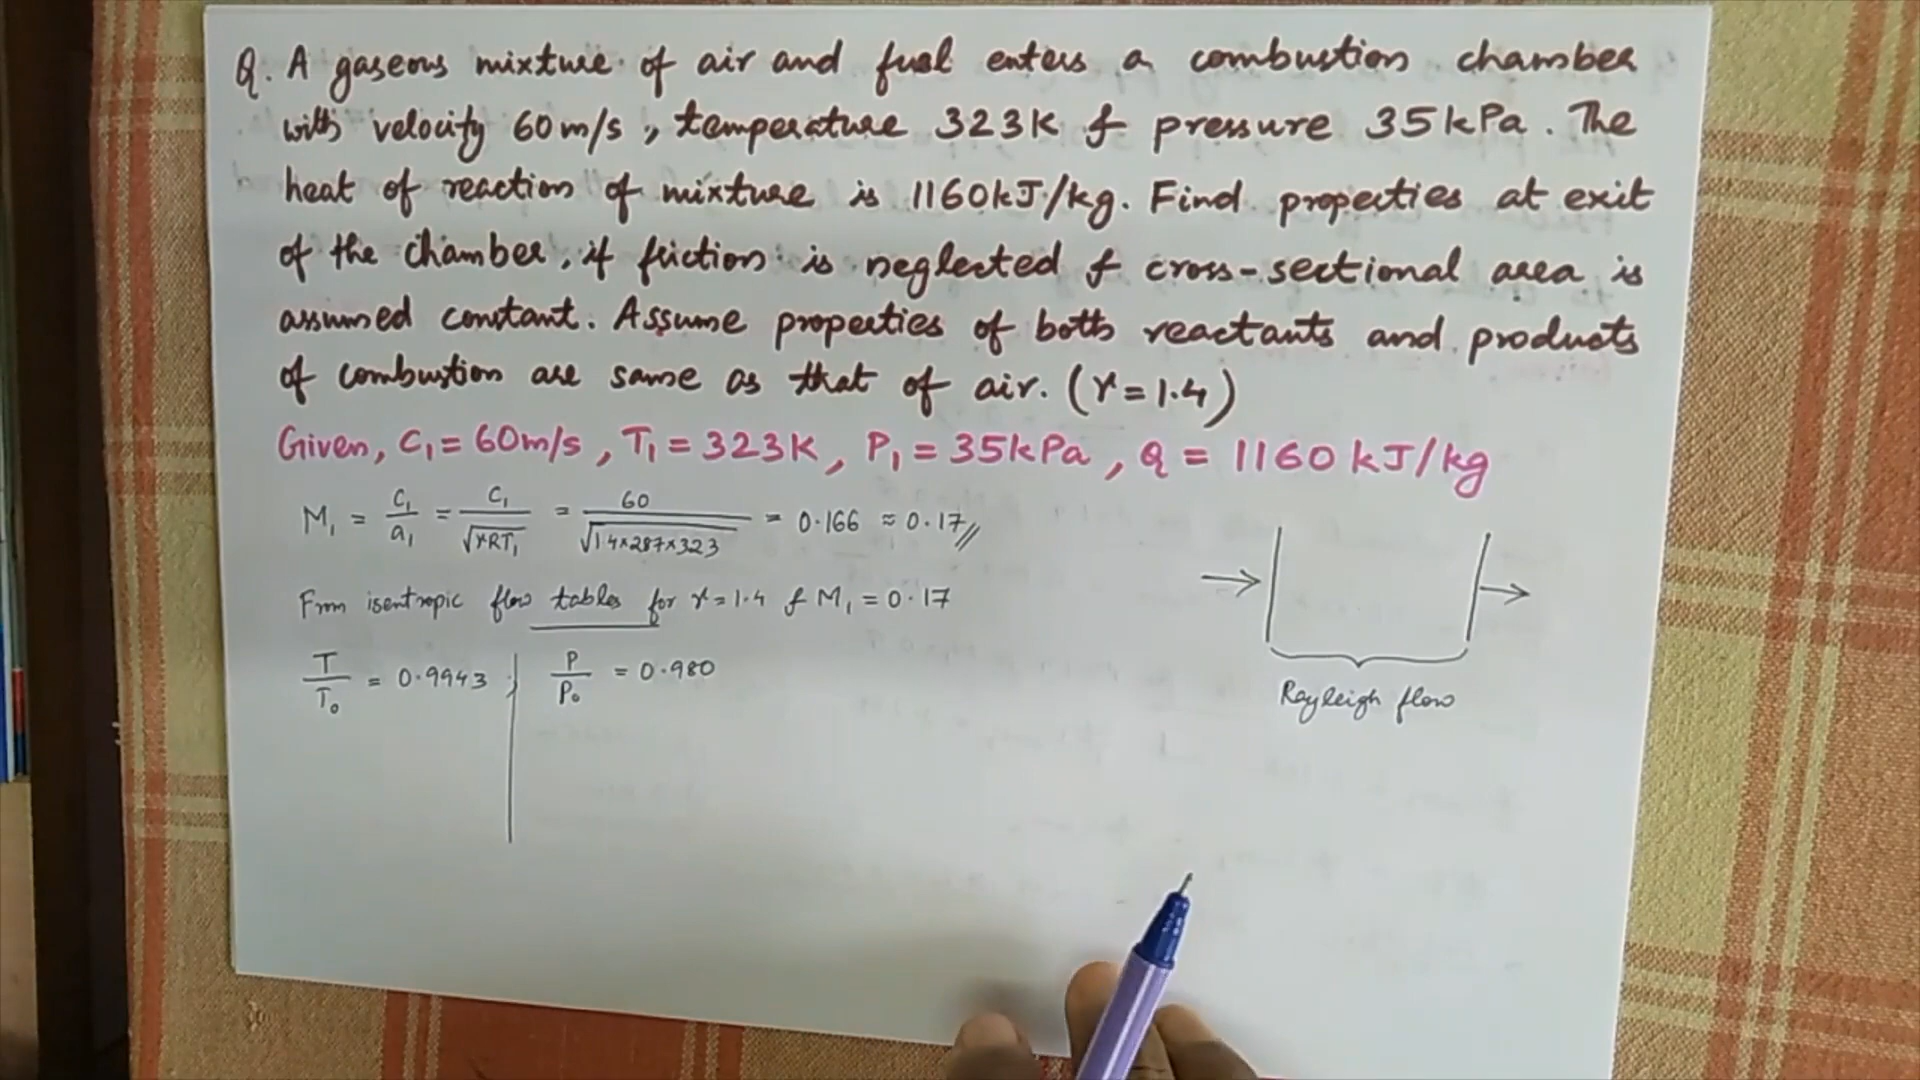 Q. A gaseous mixture of air and fuel enters a combustion chamber
with velocity 60 m/s, temperature 323K & pressure 35 kPa. The
heat of reaction of mixture is 1160 kJ/kg. Find properties at exit
of the chamber, if friction is neglected & cross-sectional area is
assumed constant. Assume properties of both reactants and products
of combustion are same as that of air. (γ = 1.4)
Given, C₁ = 60m/s, T₁ = 323K, P₁ = 35kPa, Q = 1160 kJ/kg
M₁ = C₁/a₁ = C₁/√γRT₁ = 60/√1.4×287×323 = 0.166 ≈ 0.17//
From isentropic flow tables for γ = 1.4 & M₁ = 0.17
T/T₀ = 0.9943 ; P/P₀ = 0.980
Rayleigh flow